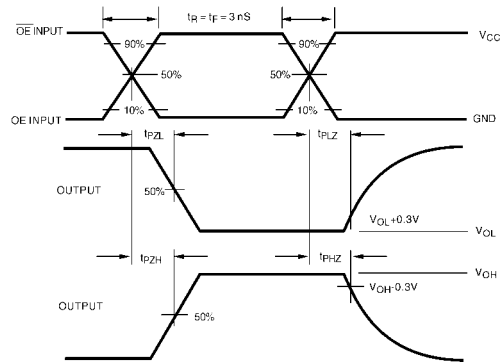 t_R = t_F = 3 nS
OE INPUT
90%
90%
V_CC
50%
50%
10%
10%
OE INPUT
GND
t_PZL
t_PLZ
OUTPUT
50%
V_OL+0.3V
V_OL
t_PZH
t_PHZ
V_OH
V_OH-0.3V
OUTPUT
50%